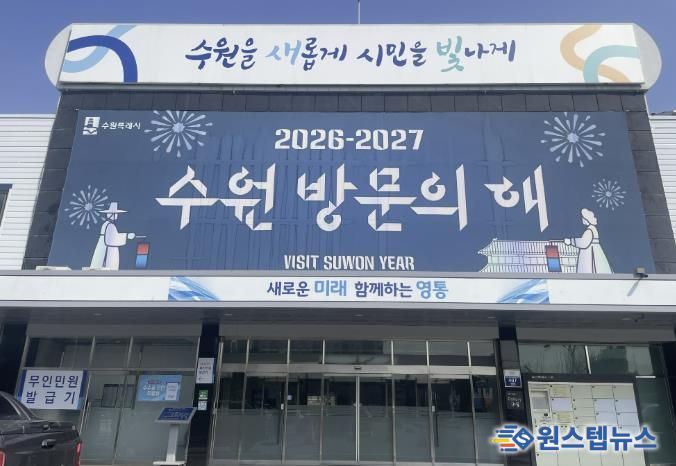 수원을 새롭게 시민을 빛나게
수원특례시
2026-2027
수원 방문의 해
VISIT SUWON YEAR
새로운 미래 함께하는 영통
무인민원
발급기
원스텝뉴스